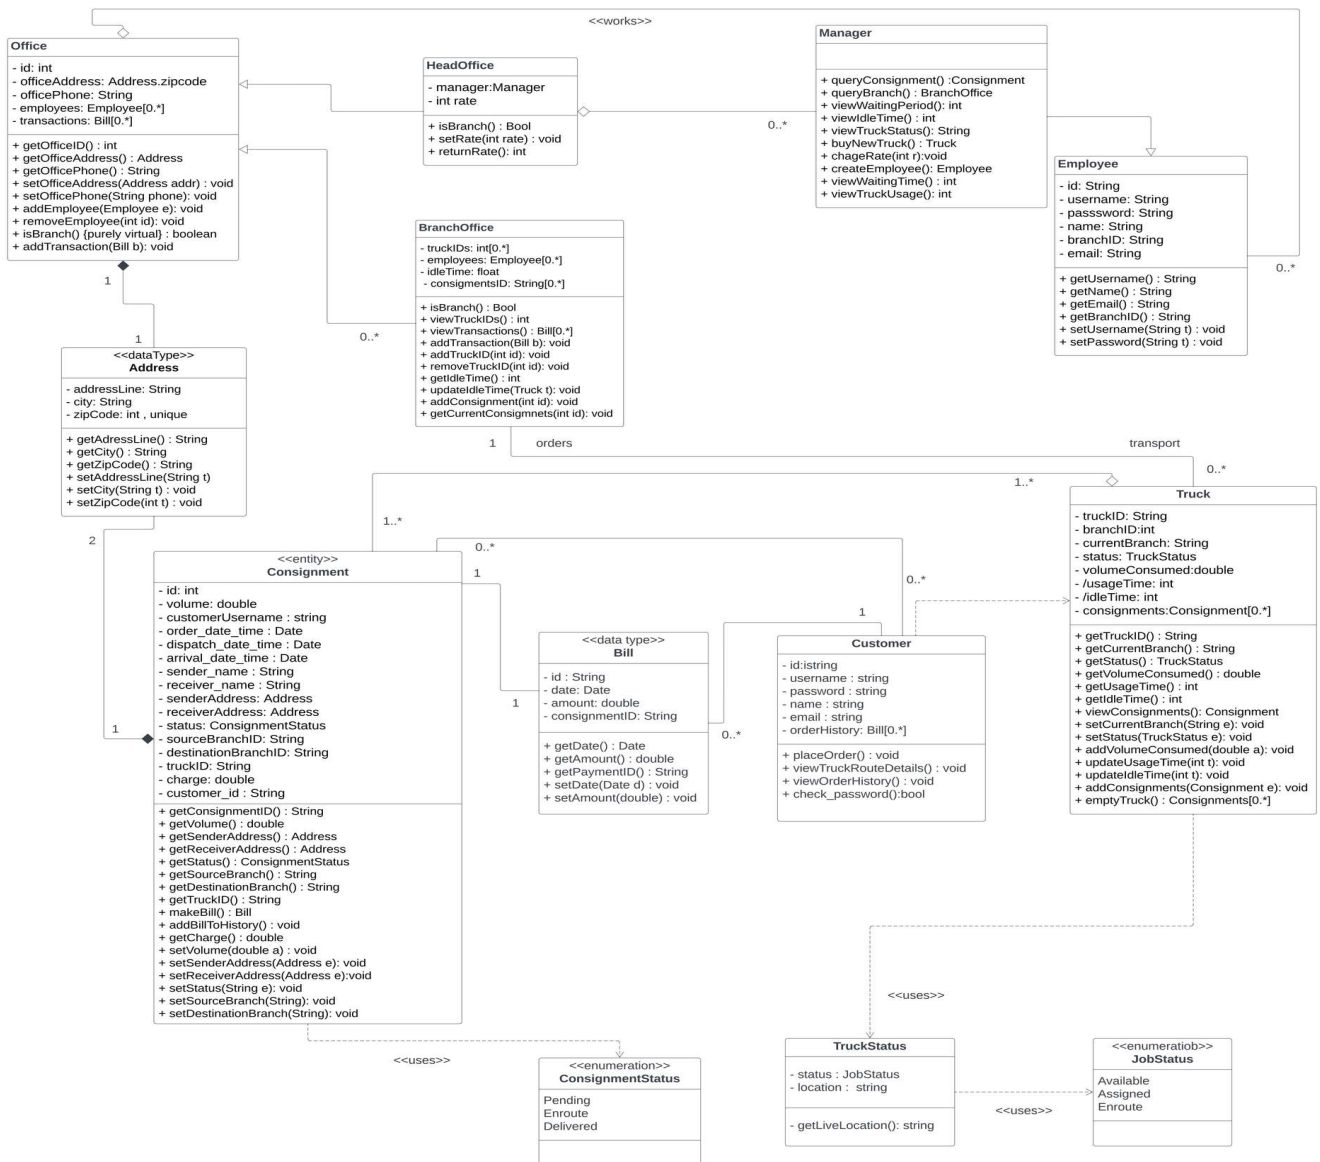 <<works>>
Office
- id: int
- officeAddress: Address.zipcode
- officePhone: String
- employees: Employee[0.*]
- transactions: Bill[0.*]
+ getOfficeID() : int
+ getOfficeAddress() : Address
+ getOfficePhone() : String
+ setOfficeAddress(Address addr) : void
+ setOfficePhone(String phone): void
+ addEmployee(Employee e): void
+ removeEmployee(int id): void
+ isBranch() {purely virtual} : boolean
+ addTransaction(Bill b): void
HeadOffice
- manager:Manager
- int rate
+ isBranch() : Bool
+ setRate(int rate) : void
+ returnRate(): int
0..*
Manager
+ queryConsignment() :Consignment
+ queryBranch() : BranchOffice
+ viewWaitingPeriod(): int
+ viewIdleTime() : int
+ viewTruckStatus(): String
+ buyNewTruck() : Truck
+ chageRate(int r):void
+ createEmployee(): Employee
+ viewWaitingTime() : int
+ viewTruckUsage(): int
Employee
- id: String
- username: String
- passsword: String
- name: String
- branchID: String
- email: String
+ getUsername() : String
+ getName() : String
+ getEmail() : String
+ getBranchID() : String
+ setUsername(String t) : void
+ setPassword(String t) : void
0..*
BranchOffice
- truckIDs: int[0.*]
- employees: Employee[0.*]
- idleTime: float
- consigmentsID: String[0.*]
+ isBranch() : Bool
+ viewTruckIDs() : int
+ viewTransactions() : Bill[0.*]
+ addTransaction(Bill b): void
+ addTruckID(int id): void
+ removeTruckID(int id): void
+ getIdleTime() : int
+ updateIdleTime(Truck t): void
+ addConsignment(int id): void
+ getCurrentConsigmnets(int id): void
0..*
1
1
<<dataType>>
Address
- addressLine: String
- city: String
- zipCode: int , unique
+ getAdressLine() : String
+ getCity() : String
+ getZipCode() : String
+ setAddressLine(String t)
+ setCity(String t) : void
+ setZipCode(int t) : void
1
orders
transport
0..*
1..*
1..*
0..*
2
1
<<entity>>
Consignment
- id: int
- volume: double
- customerUsername : string
- order_date_time : Date
- dispatch_date_time : Date
- arrival_date_time : Date
- sender_name : String
- receiver_name : String
- senderAddress: Address
- receiverAddress: Address
- status: ConsignmentStatus
- sourceBranchID: String
- destinationBranchID: String
- truckID: String
- charge: double
- customer_id : String
+ getConsignmentID() : String
+ getVolume() : double
+ getSenderAddress() : Address
+ getReceiverAddress() : Address
+ getStatus() : ConsignmentStatus
+ getSourceBranch() : String
+ getDestinationBranch() : String
+ getTruckID() : String
+ makeBill() : Bill
+ addBillToHistory() : void
+ getCharge() : double
+ setVolume(double a) : void
+ setSenderAddress(Address e): void
+ setReceiverAddress(Address e):void
+ setStatus(String e) : void
+ setSourceBranch(String): void
+ setDestinationBranch(String): void
1
1
<<data type>>
Bill
- id : String
- date: Date
- amount: double
- consignmentID: String
+ getDate() : Date
+ getAmount() : double
+ getPaymentID() : String
+ setDate(Date d) : void
+ setAmount(double) : void
0..*
1
0..*
Customer
- id:istring
- username : string
- password : string
- name : string
- email : string
- orderHistory: Bill[0.*]
+ placeOrder() : void
+ viewTruckRouteDetails() : void
+ viewOrderHistory() : void
+ check_password():bool
Truck
- truckID: String
- branchID:int
- currentBranch: String
- status: TruckStatus
- volumeConsumed:double
- /usageTime: int
- /idleTime: int
- consignments:Consignment[0.*]
+ getTruckID() : String
+ getCurrentBranch() : String
+ getStatus() : TruckStatus
+ getVolumeConsumed() : double
+ getUsageTime() : int
+ getIdleTime() : int
+ viewConsignments(): Consignment
+ setCurrentBranch(String e): void
+ setStatus(TruckStatus e): void
+ addVolumeConsumed(double a): void
+ updateUsageTime(int t): void
+ updateIdleTime(int t): void
+ addConsignments(Consignment e): void
+ emptyTruck() : Consignments[0.*]
<<uses>>
<<uses>>
<<enumeration>>
ConsignmentStatus
Pending
Enroute
Delivered
TruckStatus
- status : JobStatus
- location : string
- getLiveLocation(): string
<<uses>>
<<enumeratiob>>
JobStatus
Available
Assigned
Enroute